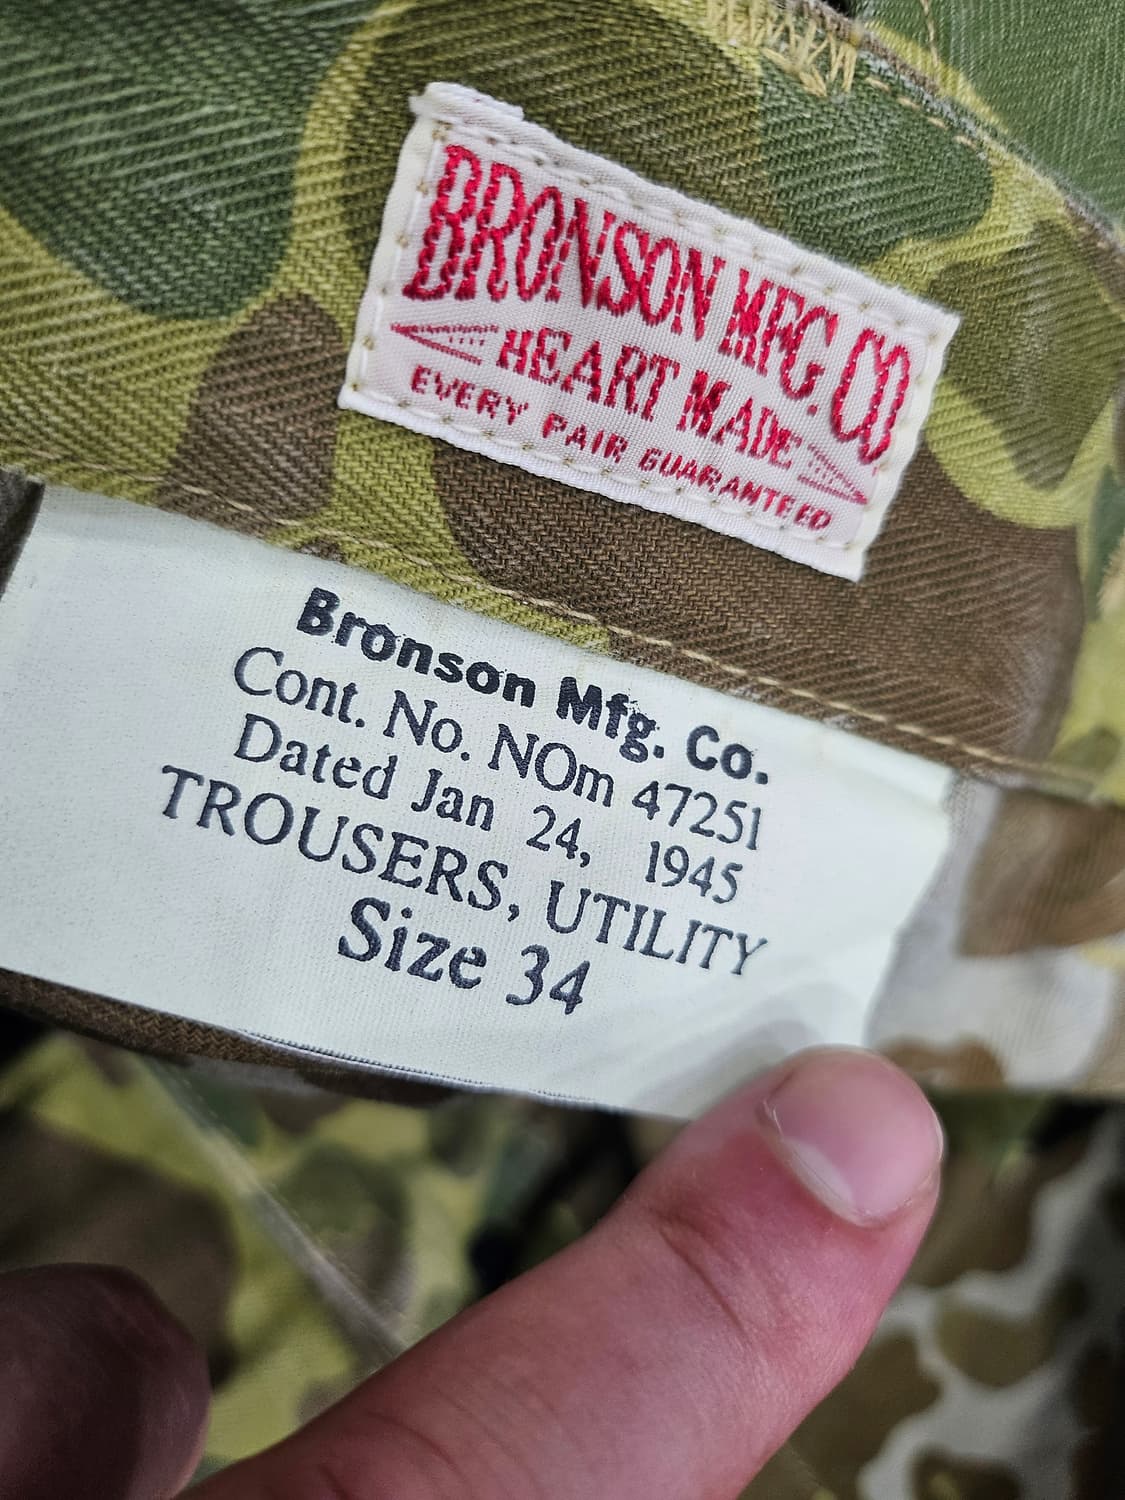 BRONSON MFG. CO
HEART MADE
EVERY PAIR GUARANTEED
Bronson Mfg. Co.
Cont. No. NOm 47251
Dated Jan 24, 1945
TROUSERS, UTILITY
Size 34